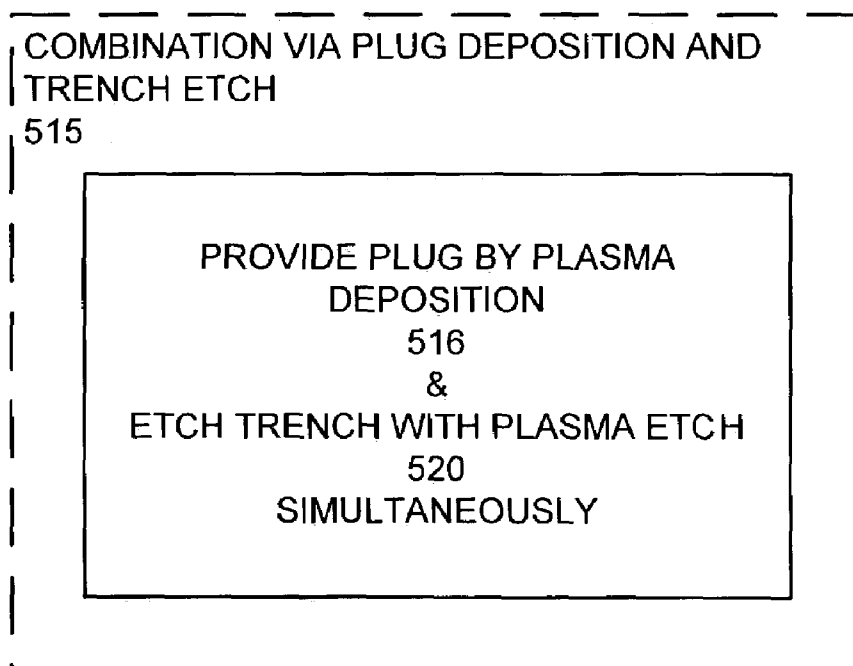 COMBINATION VIA PLUG DEPOSITION AND
TRENCH ETCH
515
PROVIDE PLUG BY PLASMA
DEPOSITION
516
&
ETCH TRENCH WITH PLASMA ETCH
520
SIMULTANEOUSLY